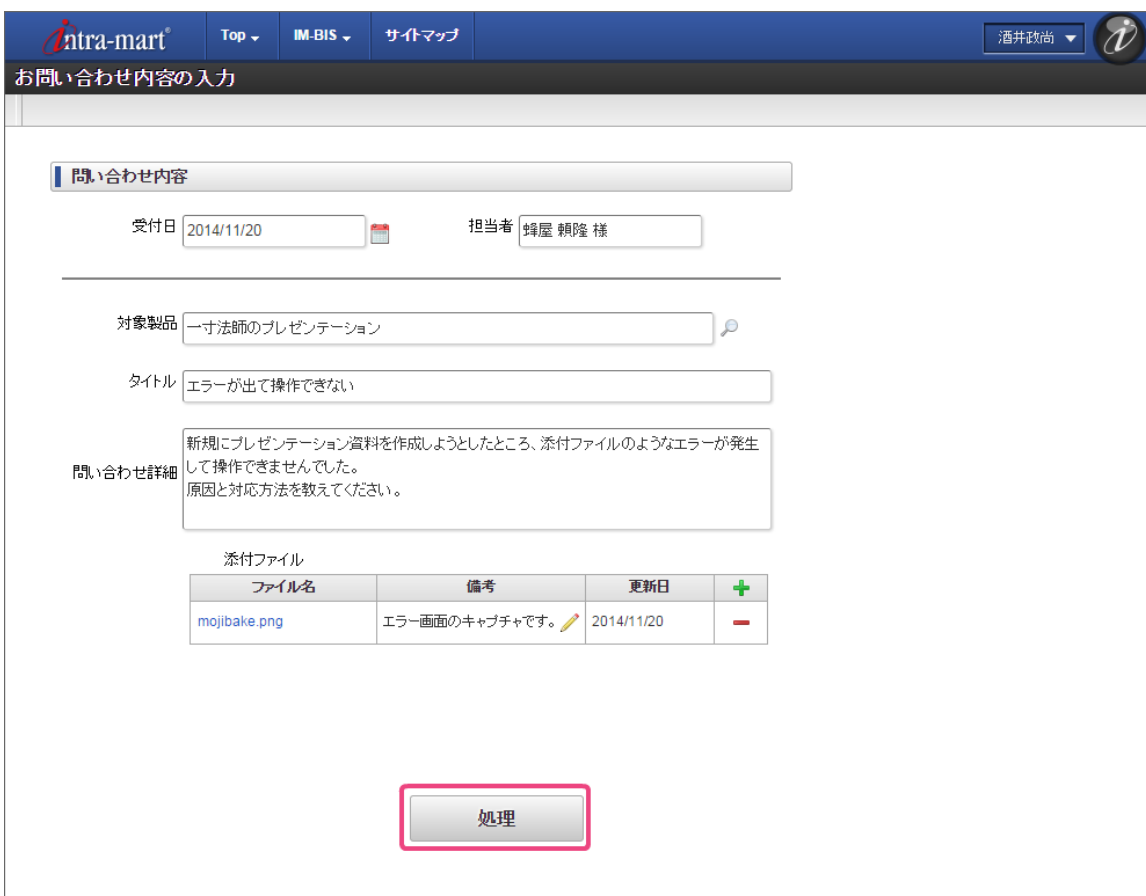 intra-mart® Top IM-BIS サイトマップ 酒井政尚
お問い合わせ内容の入力
問い合わせ内容
受付日 2014/11/20 担当者 蜂屋 頼隆 様
対象製品 一寸法師のプレゼンテーション
タイトル エラーが出て操作できない
新規にプレゼンテーション資料を作成しようとしたところ、添付ファイルのようなエラーが発生
問い合わせ詳細 して操作できませんでした。
原因と対応方法を教えてください。
添付ファイル
ファイル名 備考 更新日
mojibake.png エラー画面のキャプチャです。 2014/11/20
処理